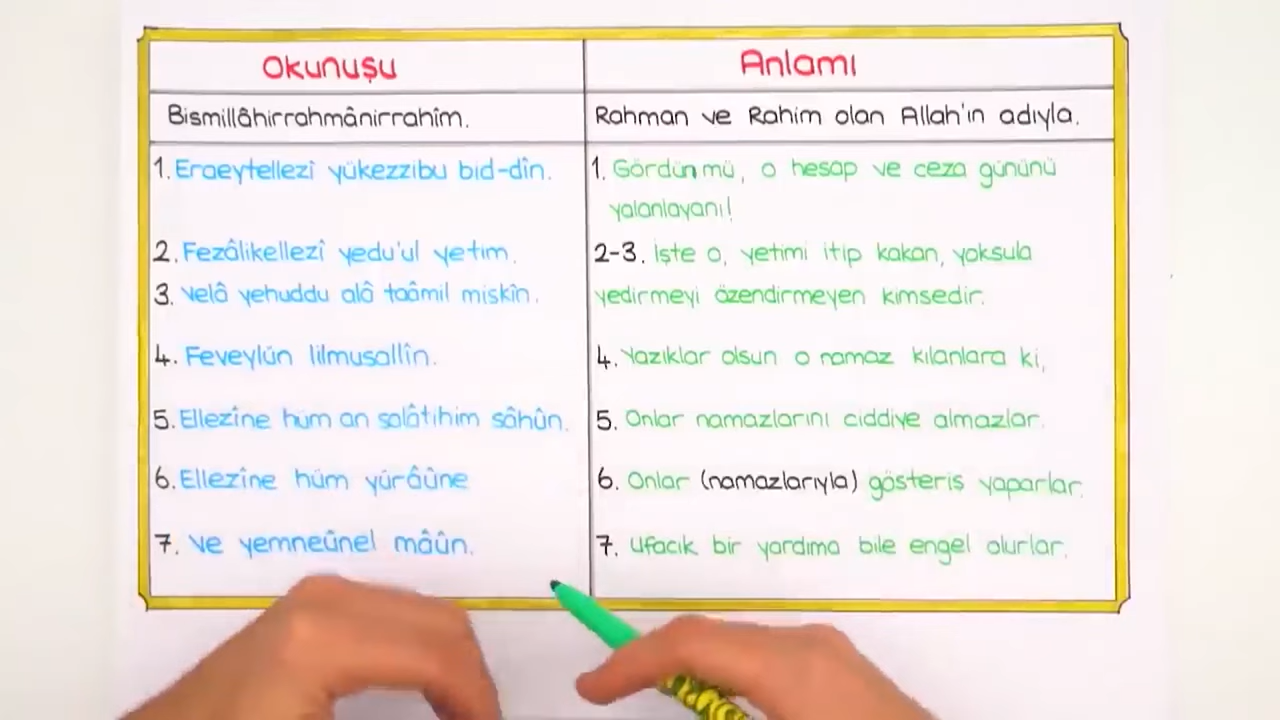 Okunuşu
Anlamı
Bismillâhirrahmânirrahîm.
Rahman ve Rahim olan Allah'ın adıyla.
1. Eraeytellezî yükezzibu bid-dîn.
2. Fezâlikellezî yedu'ul yetim.
3. Velâ yehuddu alâ taâmil miskîn.
4. Feveylün lilmusallîn.
5. Ellezîne hüm an salâtihim sâhûn.
6. Ellezîne hüm yürâûne
7. Ve yemneûnel mâûn.
1. Gördün mü, o hesap ve ceza gününü
yalanlayanı!
2-3. İşte o, yetimi itip kakan, yoksula
yedirmeyi özendirmeyen kimsedir.
4. Yazıklar olsun o namaz kılanlara ki,
5. Onlar namazlarını ciddiye almazlar.
6. Onlar (namazlarıyla) gösteriş yaparlar.
7. Ufacık bir yardıma bile engel olurlar.